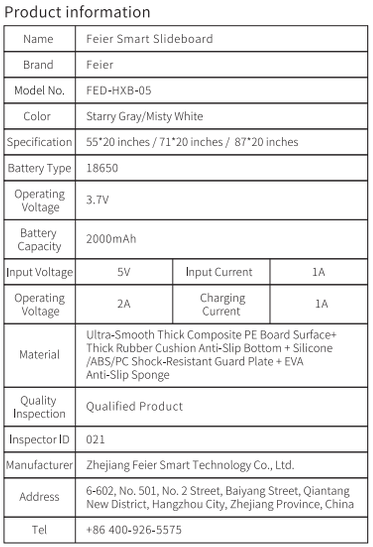 Product information
Name Feier Smart Slideboard
Brand Feier
Model No. FED-HXB-05
Color Starry Gray/Misty White
Specification 55*20 inches / 71*20 inches / 87*20 inches
Battery Type 18650
Operating
Voltage
3.7V
Battery
Capacity
2000mAh
Input Voltage 5V Input Current 1A
Operating
Voltage
2A
Charging
Current
1A
Material
Ultra-Smooth Thick Composite PE Board Surface+
Thick Rubber Cushion Anti-Slip Bottom + Silicone
/ABS/PC Shock-Resistant Guard Plate + EVA
Anti-Slip Sponge
Quality
Inspection
Qualified Product
Inspector ID 021
Manufacturer Zhejiang Feier Smart Technology Co., Ltd.
Address
6-602, No. 501, No. 2 Street, Baiyang Street, Qiantang
New District, Hangzhou City, Zhejiang Province, China
Tel +86 400-926-5575